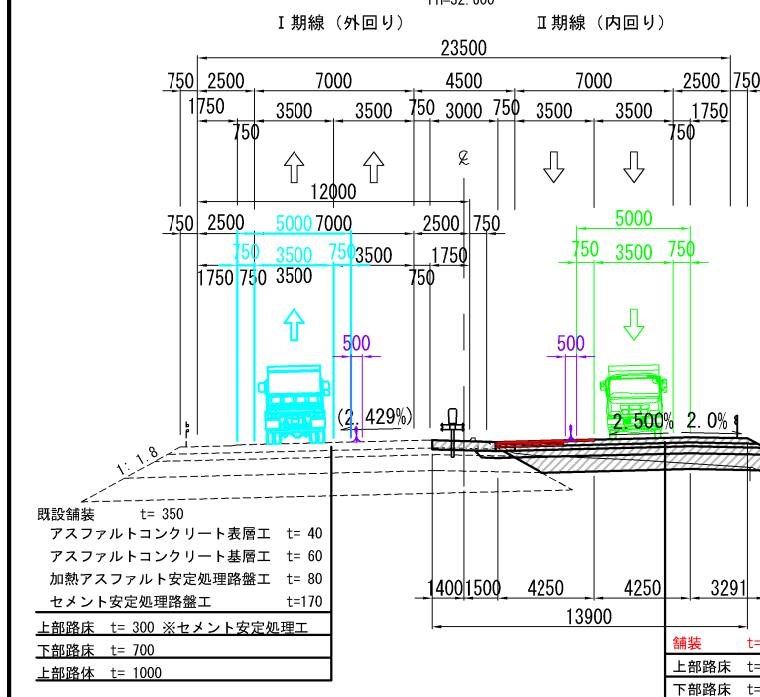 Ⅰ期線（外回り）
Ⅱ期線（内回り）
23500
750 2500 7000 4500 7000 2500 750
1750 750 3500 3500 750 3000 750 3500 3500 750 1750
℄
12000
750 2500 5000 7000 2500 750
5000
750 3500 750 3500
750 3500 750
1750 750 3500 750 1750
500
500
(2.429%)
2.500% 2.0%
1:1.8
既設舗装 t= 350
アスファルトコンクリート表層工 t= 40
アスファルトコンクリート基層工 t= 60
加熱アスファルト安定処理路盤工 t= 80
セメント安定処理路盤工 t=170
上部路床 t= 300 ※セメント安定処理工
下部路床 t= 700
上部路体 t= 1000
1400 1500 4250 4250 3291
13900
舗装 t=
上部路床 t=
下部路床 t=